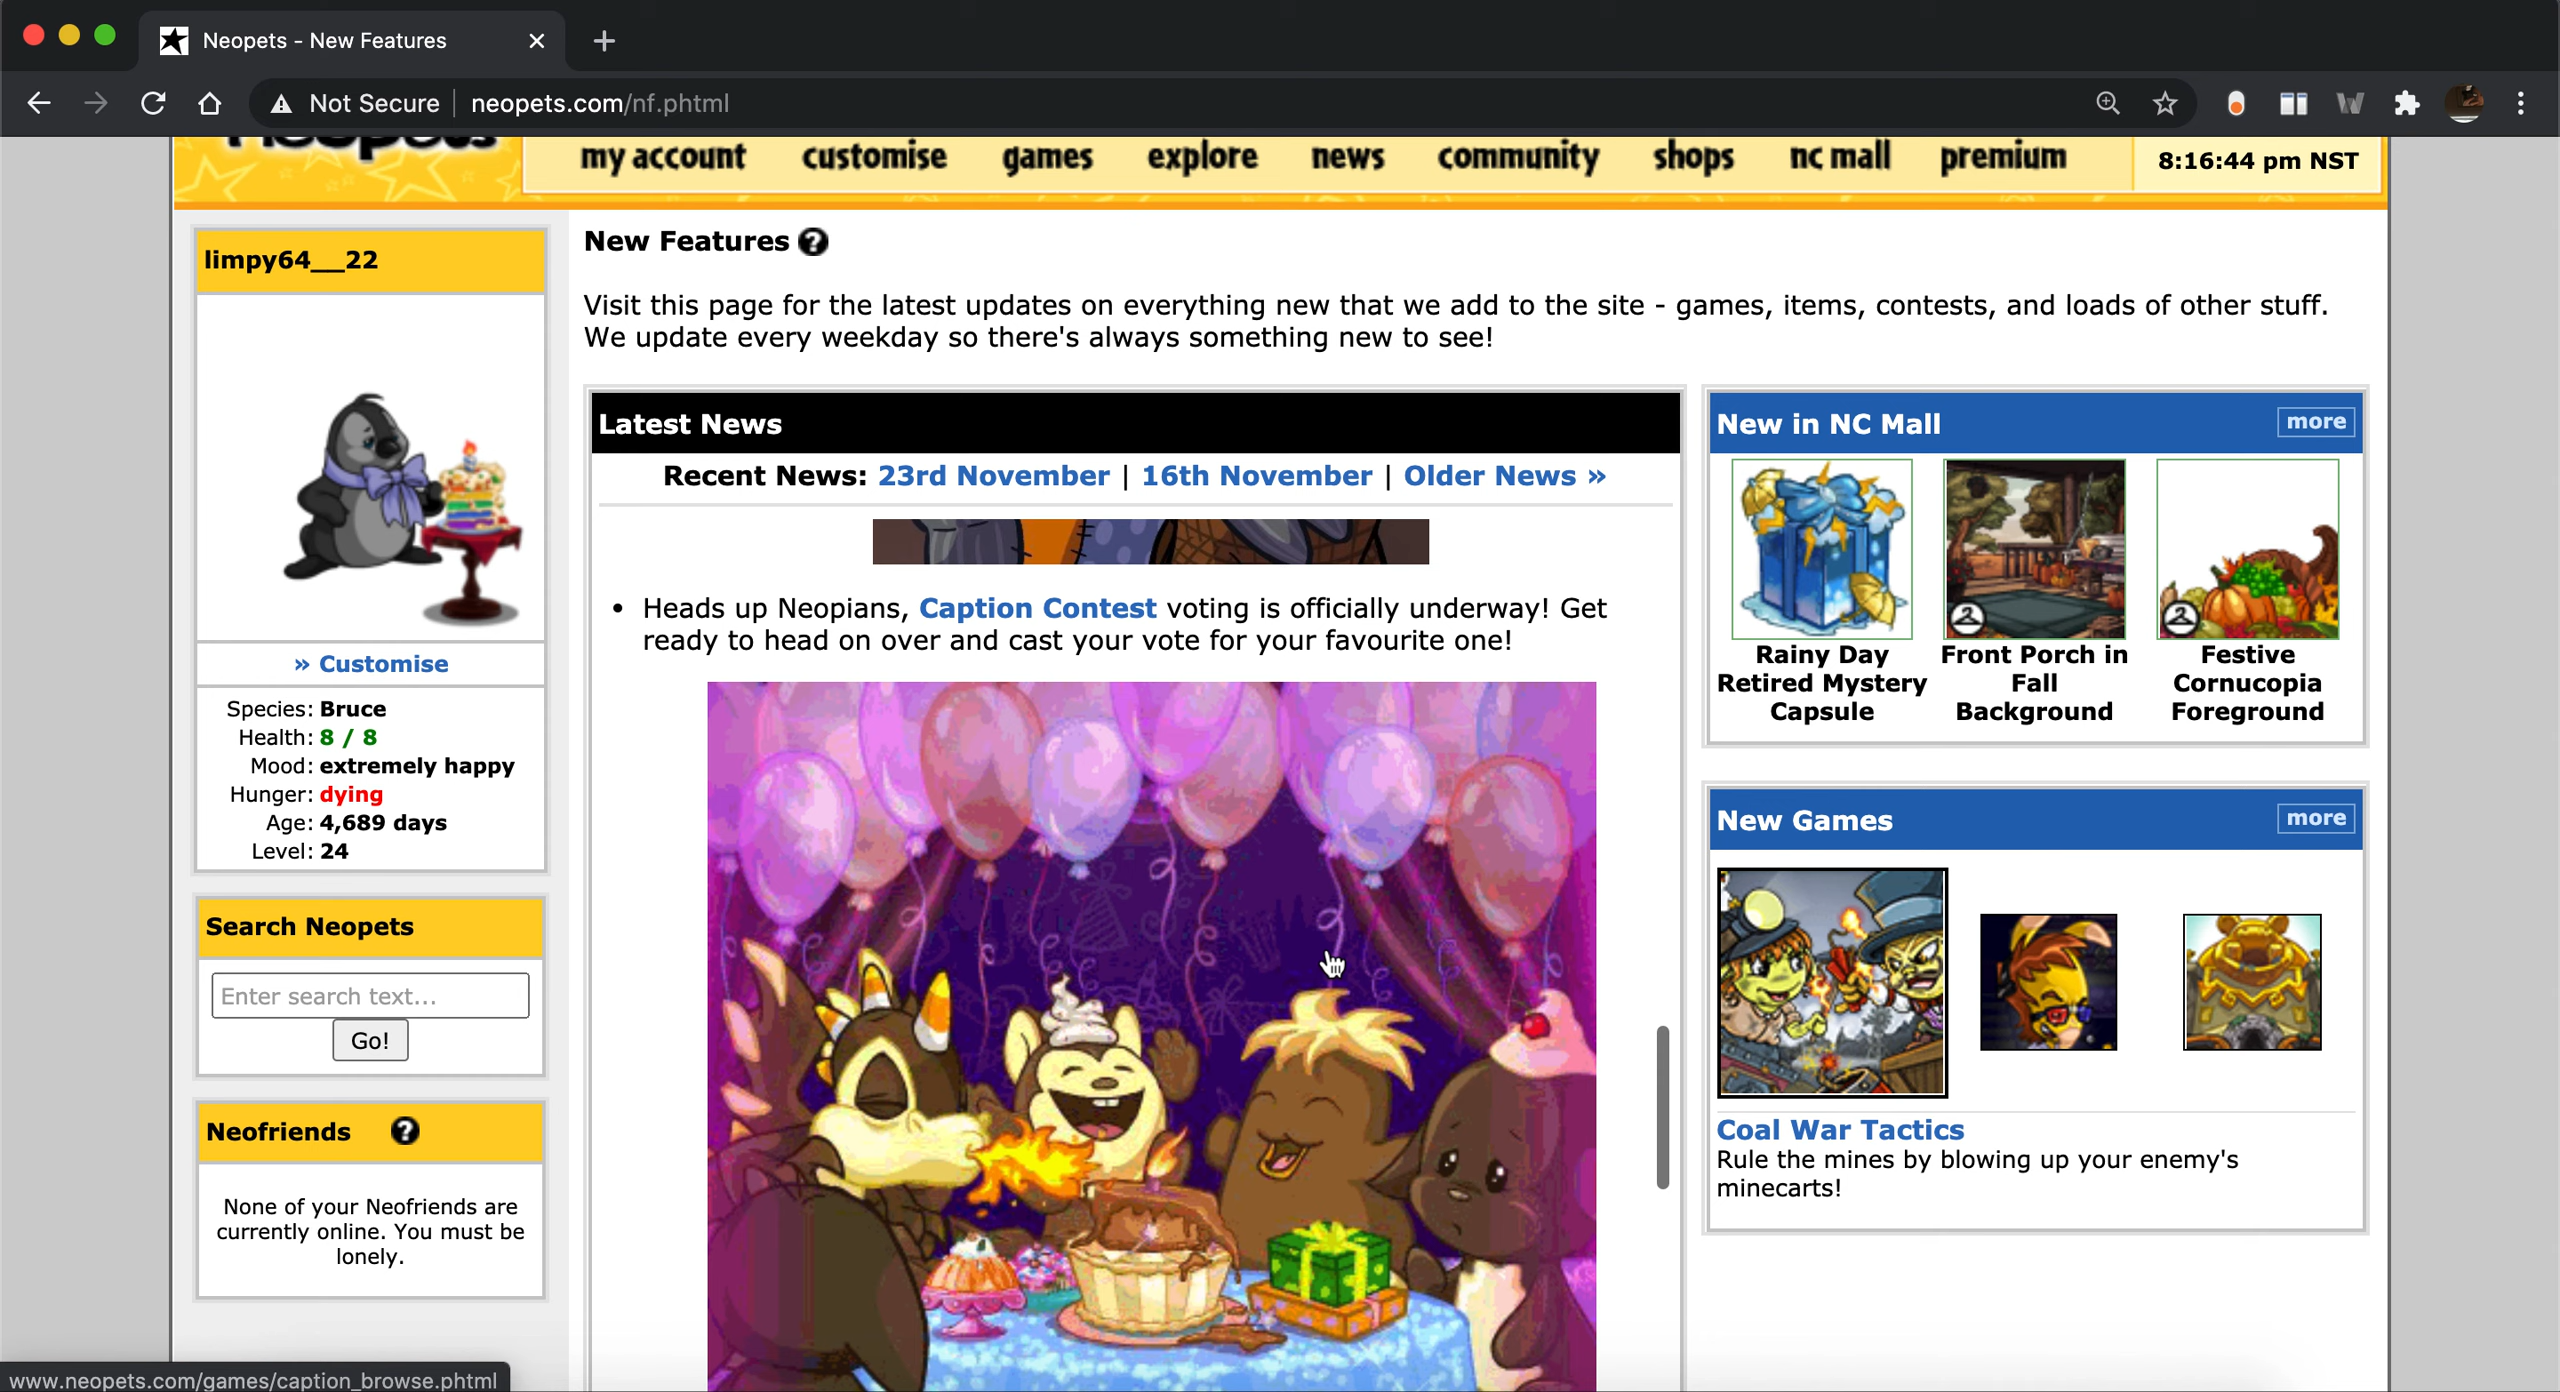 Neopets - New Features
Not Secure
neopets.com/nf.phtml
neopets
my account customise games explore news community shops nc mall premium
8:16:44 pm NST
limpy64__22
» Customise
Species: Bruce
Health: 8 / 8
Mood: extremely happy
Hunger: dying
Age: 4,689 days
Level: 24
Search Neopets
Enter search text...
Go!
Neofriends ?
None of your Neofriends are
currently online. You must be
lonely.
New Features ?
Visit this page for the latest updates on everything new that we add to the site - games, items, contests, and loads of other stuff.
We update every weekday so there's always something new to see!
Latest News
Recent News: 23rd November | 16th November | Older News »
• Heads up Neopians, Caption Contest voting is officially underway! Get
ready to head on over and cast your vote for your favourite one!
New in NC Mall more
Rainy Day
Retired Mystery
Capsule
Front Porch in
Fall
Background
Festive
Cornucopia
Foreground
New Games more
Coal War Tactics
Rule the mines by blowing up your enemy's
minecarts!
www.neopets.com/games/caption_browse.phtml